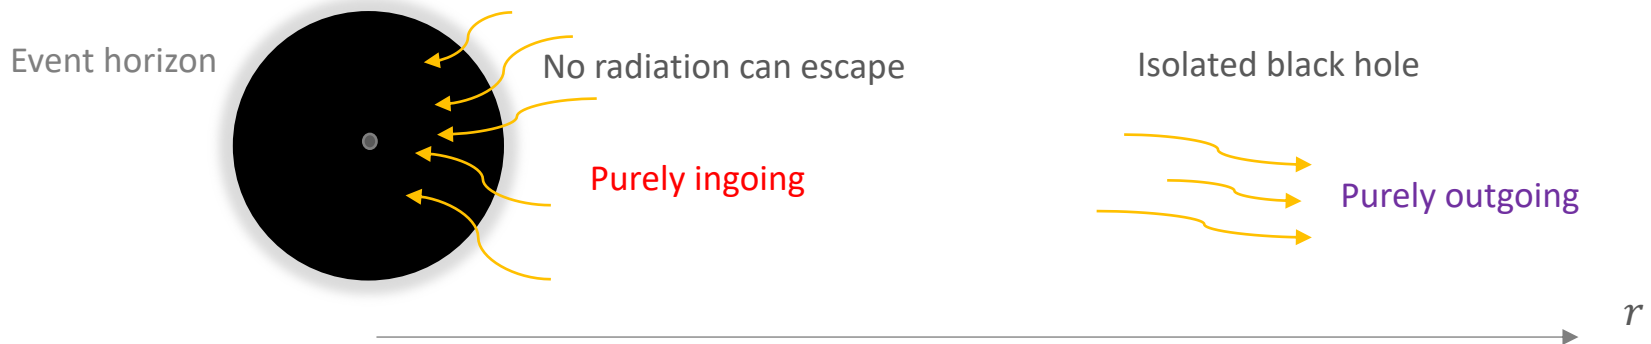 Event horizon
No radiation can escape
Isolated black hole
Purely ingoing
Purely outgoing
r